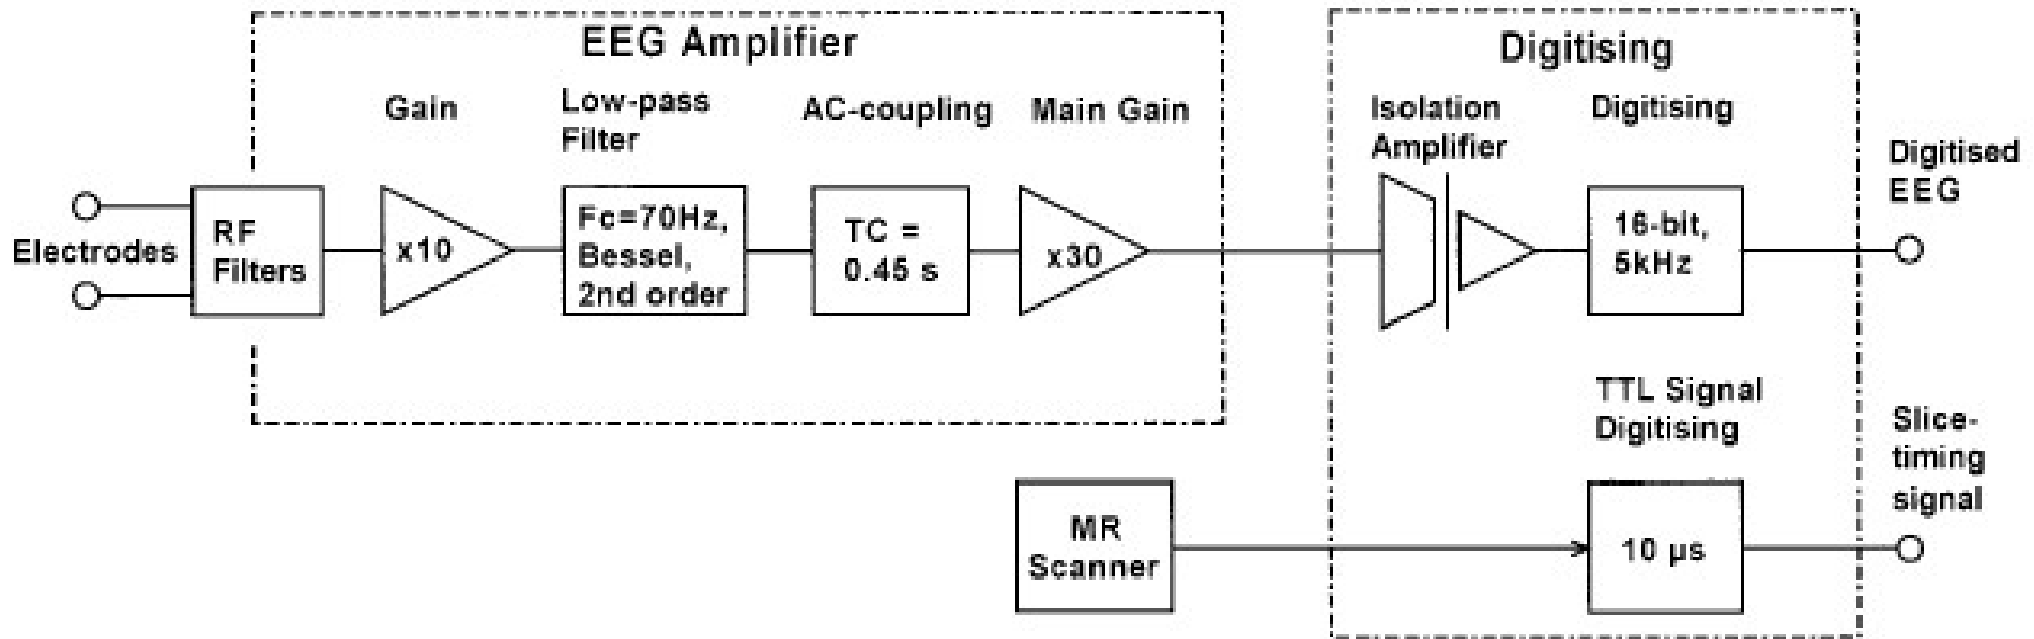 EEG Amplifier
Digitising
Gain
Low-pass
Filter
AC-coupling
Main Gain
Isolation
Amplifier
Digitising
Digitised
EEG
Electrodes
RF
Filters
x10
Fc=70Hz,
Bessel,
2nd order
TC =
0.45 s
x30
16-bit,
5kHz
TTL Signal
Digitising
Slice-
timing
signal
MR
Scanner
10 µs